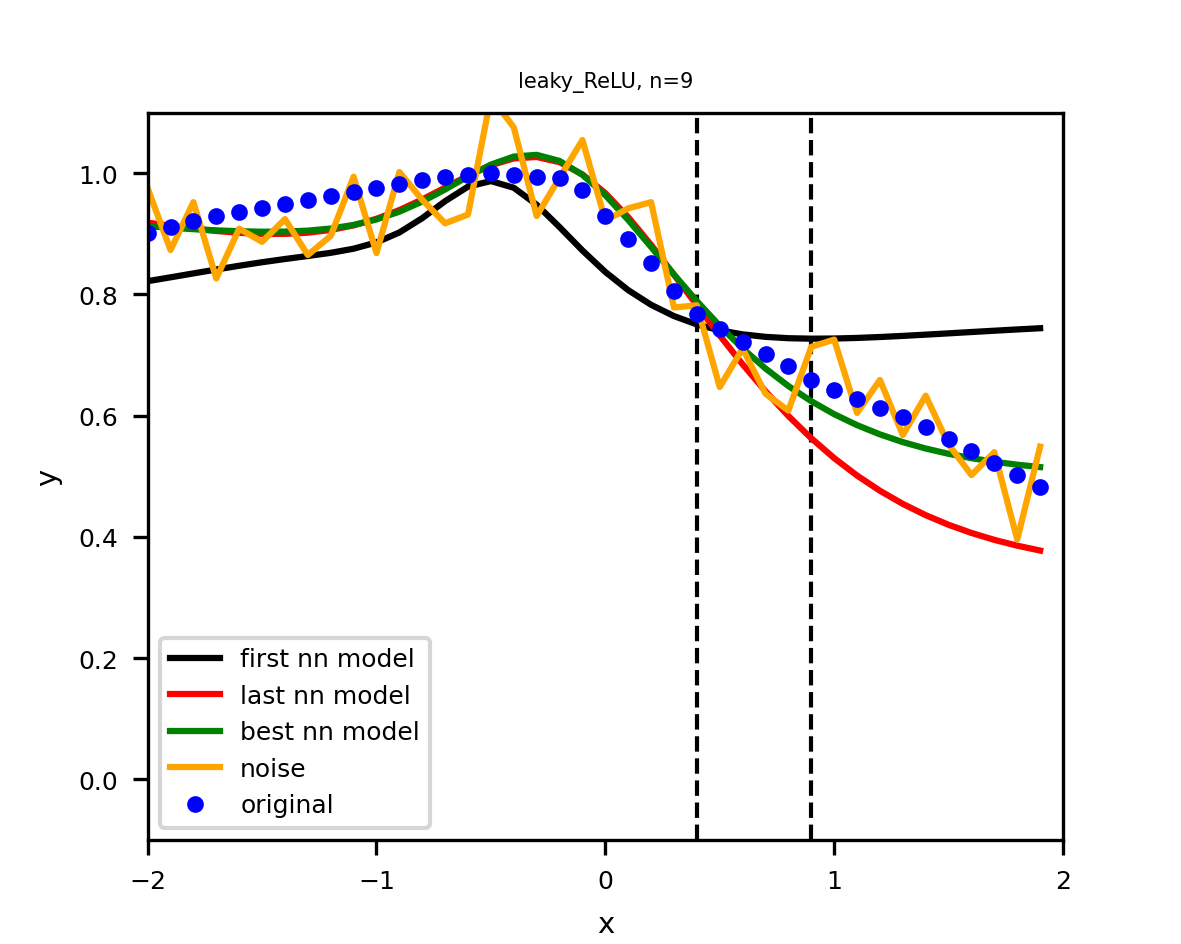 leaky_ReLU, n=9
1.0
0.8
0.6
0.4
0.2
0.0
y
first nn model
last nn model
best nn model
noise
original
−2
−1
0
1
2
x